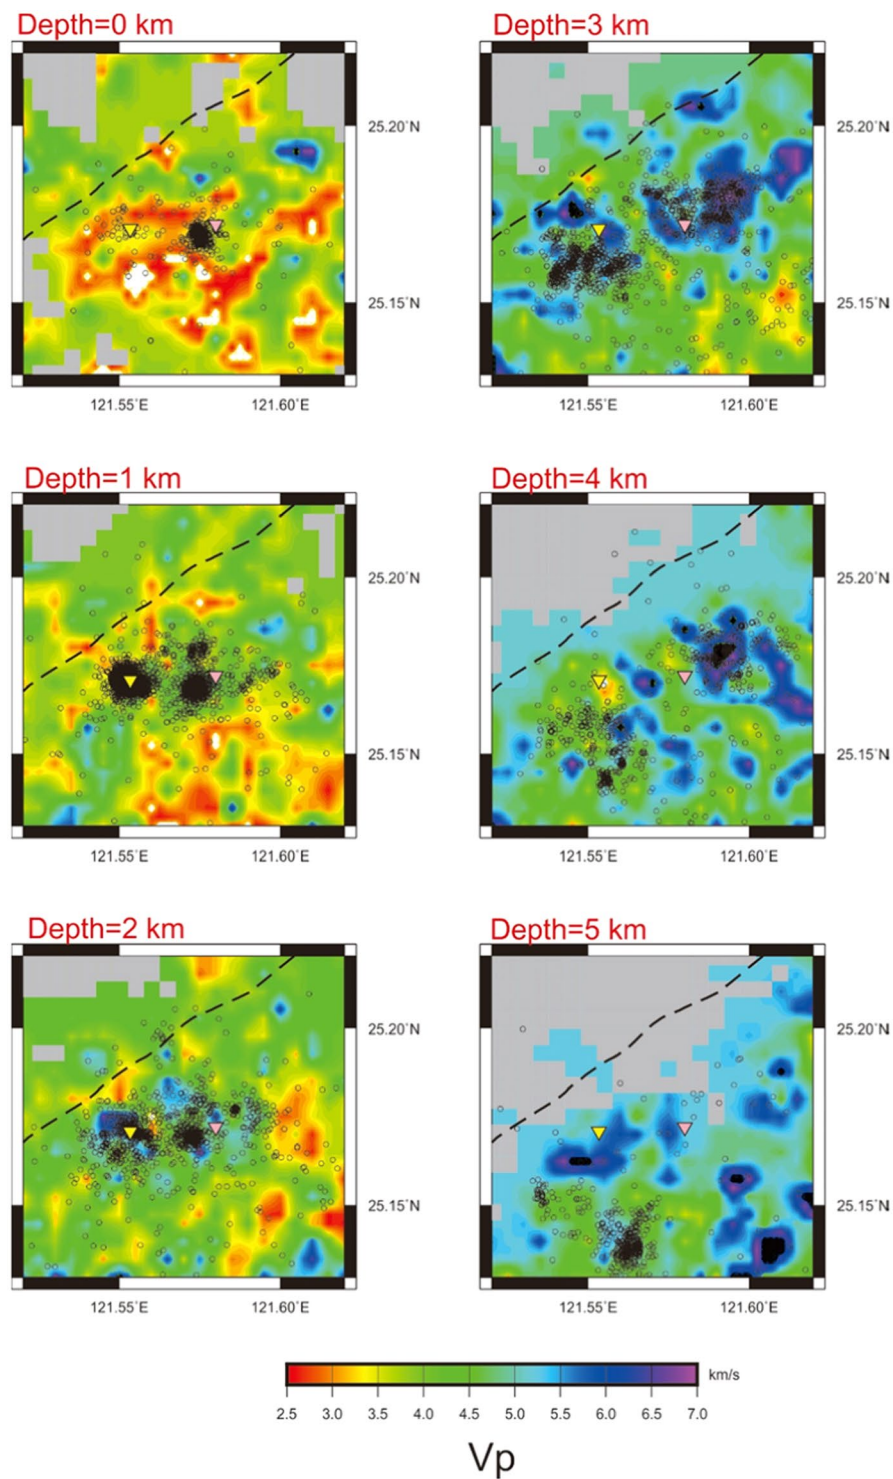 Depth=0 km
Depth=3 km
25.20°N
25.20°N
25.15°N
25.15°N
121.55°E 121.60°E
121.55°E 121.60°E
Depth=1 km
Depth=4 km
25.20°N
25.20°N
25.15°N
25.15°N
121.55°E 121.60°E
121.55°E 121.60°E
Depth=2 km
Depth=5 km
25.20°N
25.20°N
25.15°N
25.15°N
121.55°E 121.60°E
121.55°E 121.60°E
km/s
2.5 3.0 3.5 4.0 4.5 5.0 5.5 6.0 6.5 7.0
Vp